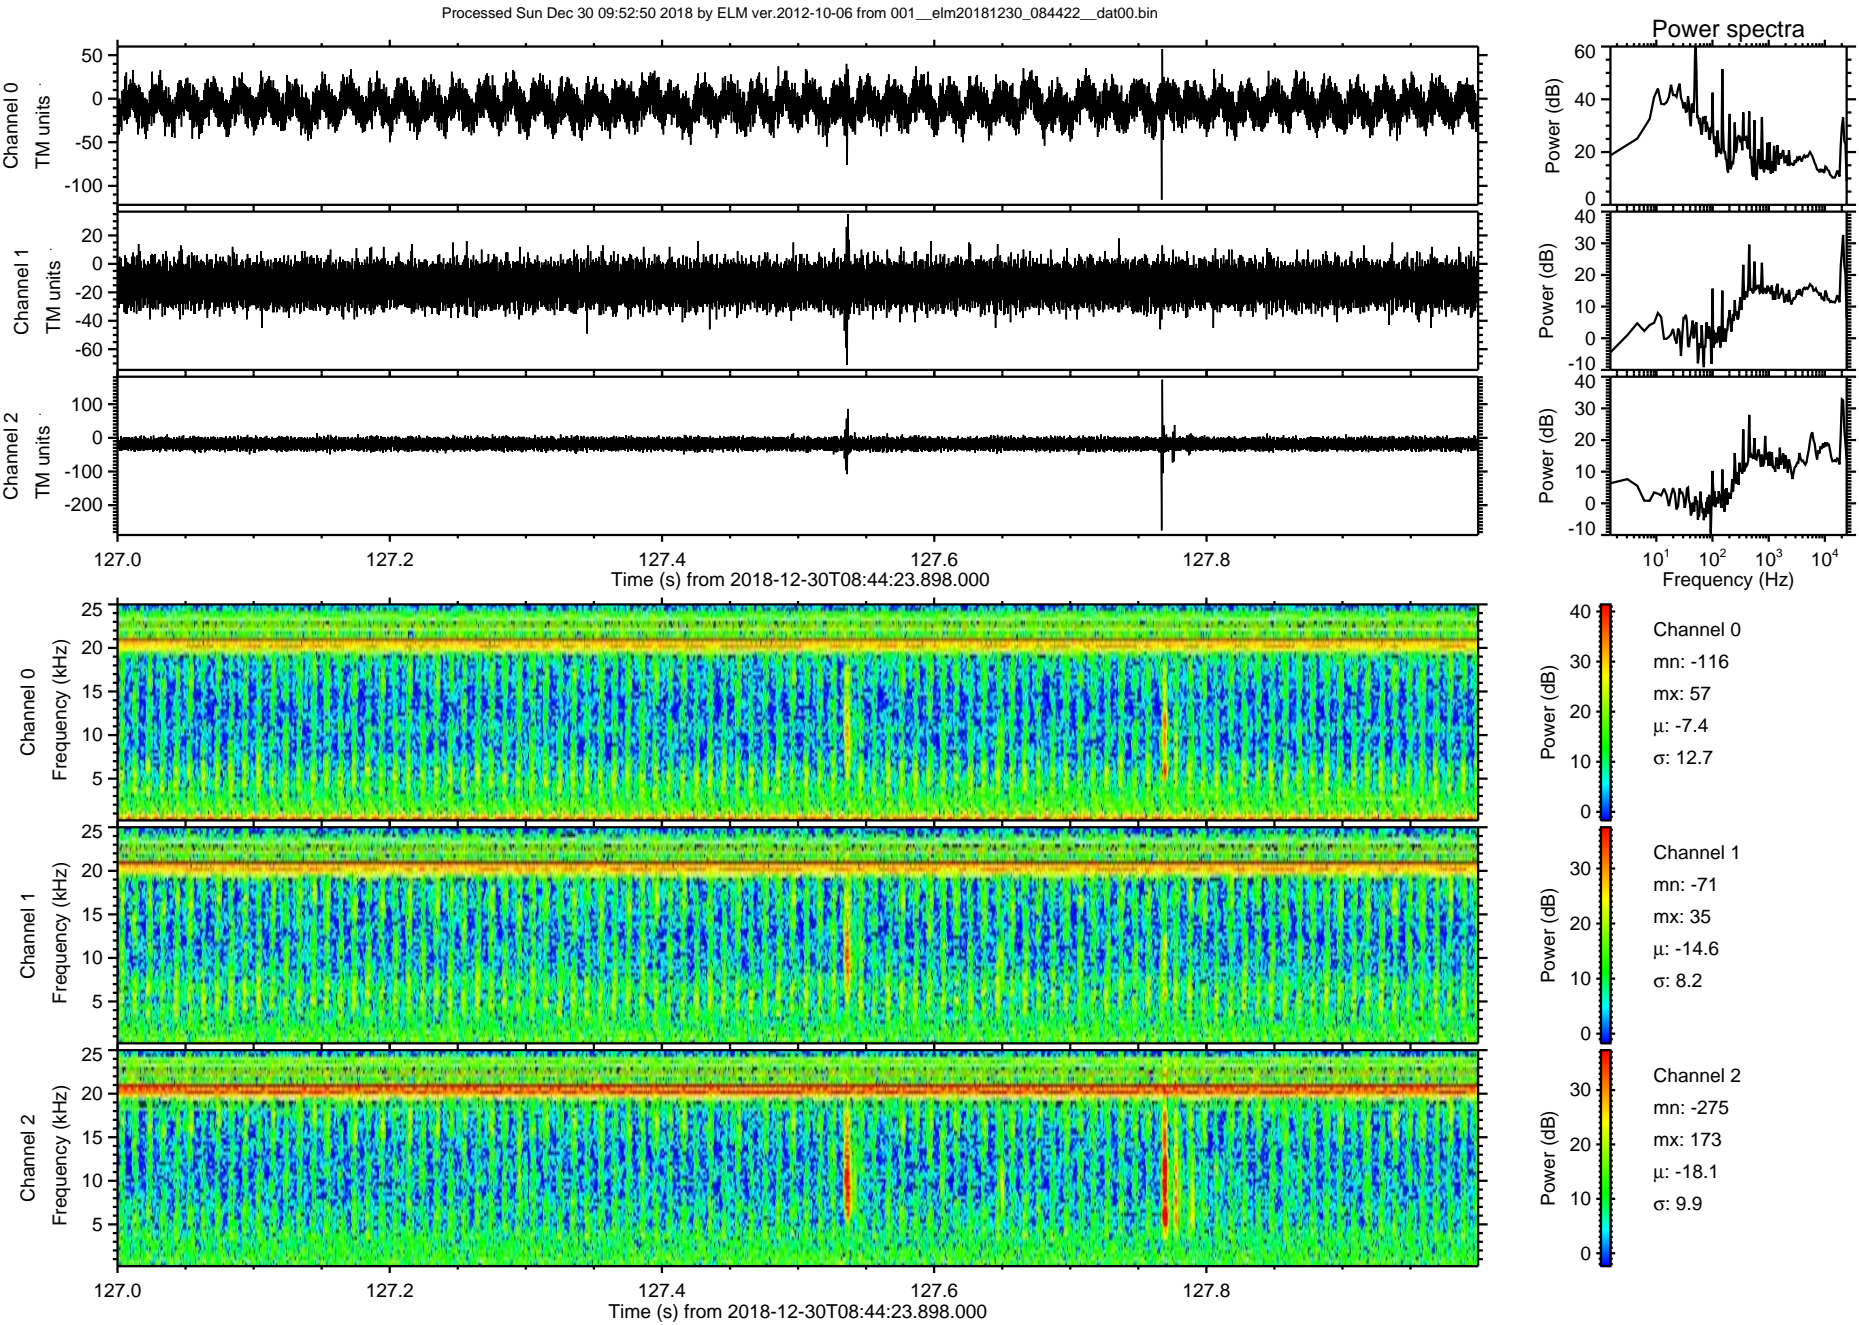 Processed Sun Dec 30 09:52:50 2018 by ELM ver.2012-10-06 from 001__elm20181230_084422__dat00.bin
Power spectra
Channel 0
TM units
50
0
-50
-100
Power (dB)
60
40
20
0
Channel 1
TM units
20
0
-20
-40
-60
Power (dB)
40
30
20
10
0
-10
Channel 2
TM units
100
0
-100
-200
Power (dB)
40
30
20
10
0
-10
127.0 127.2 127.4 127.6 127.8
Time (s) from 2018-12-30T08:44:23.898.000
10^1 10^2 10^3 10^4
Frequency (Hz)
Channel 0
Frequency (kHz)
25
20
15
10
5
Power (dB)
40
30
20
10
0
Channel 0
mn: -116
mx: 57
μ: -7.4
σ: 12.7
Channel 1
Frequency (kHz)
25
20
15
10
5
Power (dB)
30
20
10
0
Channel 1
mn: -71
mx: 35
μ: -14.6
σ: 8.2
Channel 2
Frequency (kHz)
25
20
15
10
5
Power (dB)
30
20
10
0
Channel 2
mn: -275
mx: 173
μ: -18.1
σ: 9.9
127.0 127.2 127.4 127.6 127.8
Time (s) from 2018-12-30T08:44:23.898.000